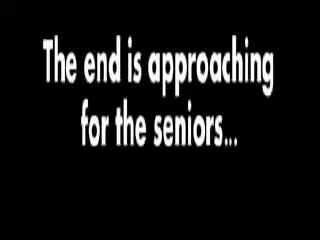 The end is approaching
for the seniors...